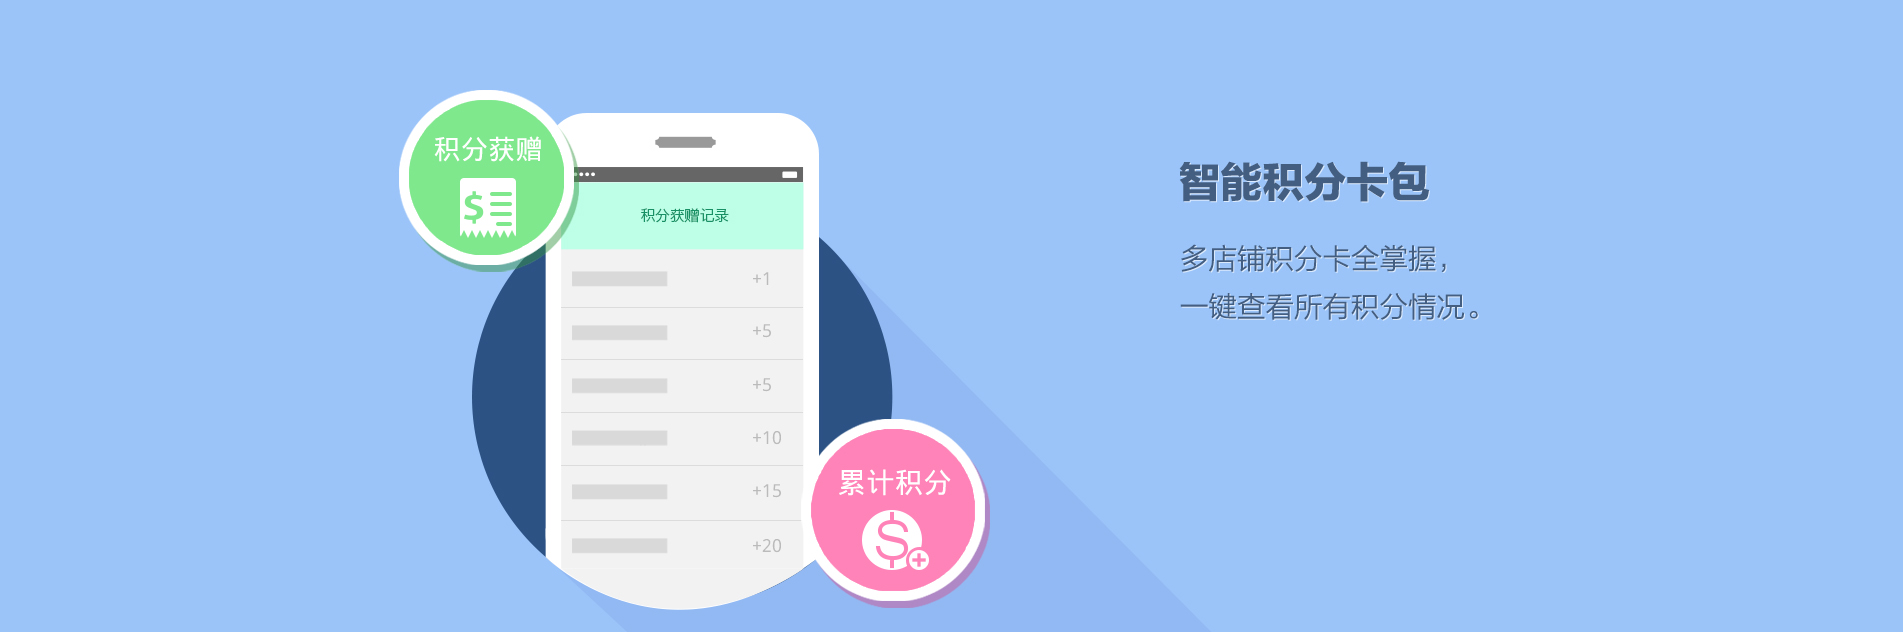 积分获赠
$
积分获赠记录
+1
+5
+5
+10
+15
+20
累计积分
$
智能积分卡包
多店铺积分卡全掌握，
一键查看所有积分情况。